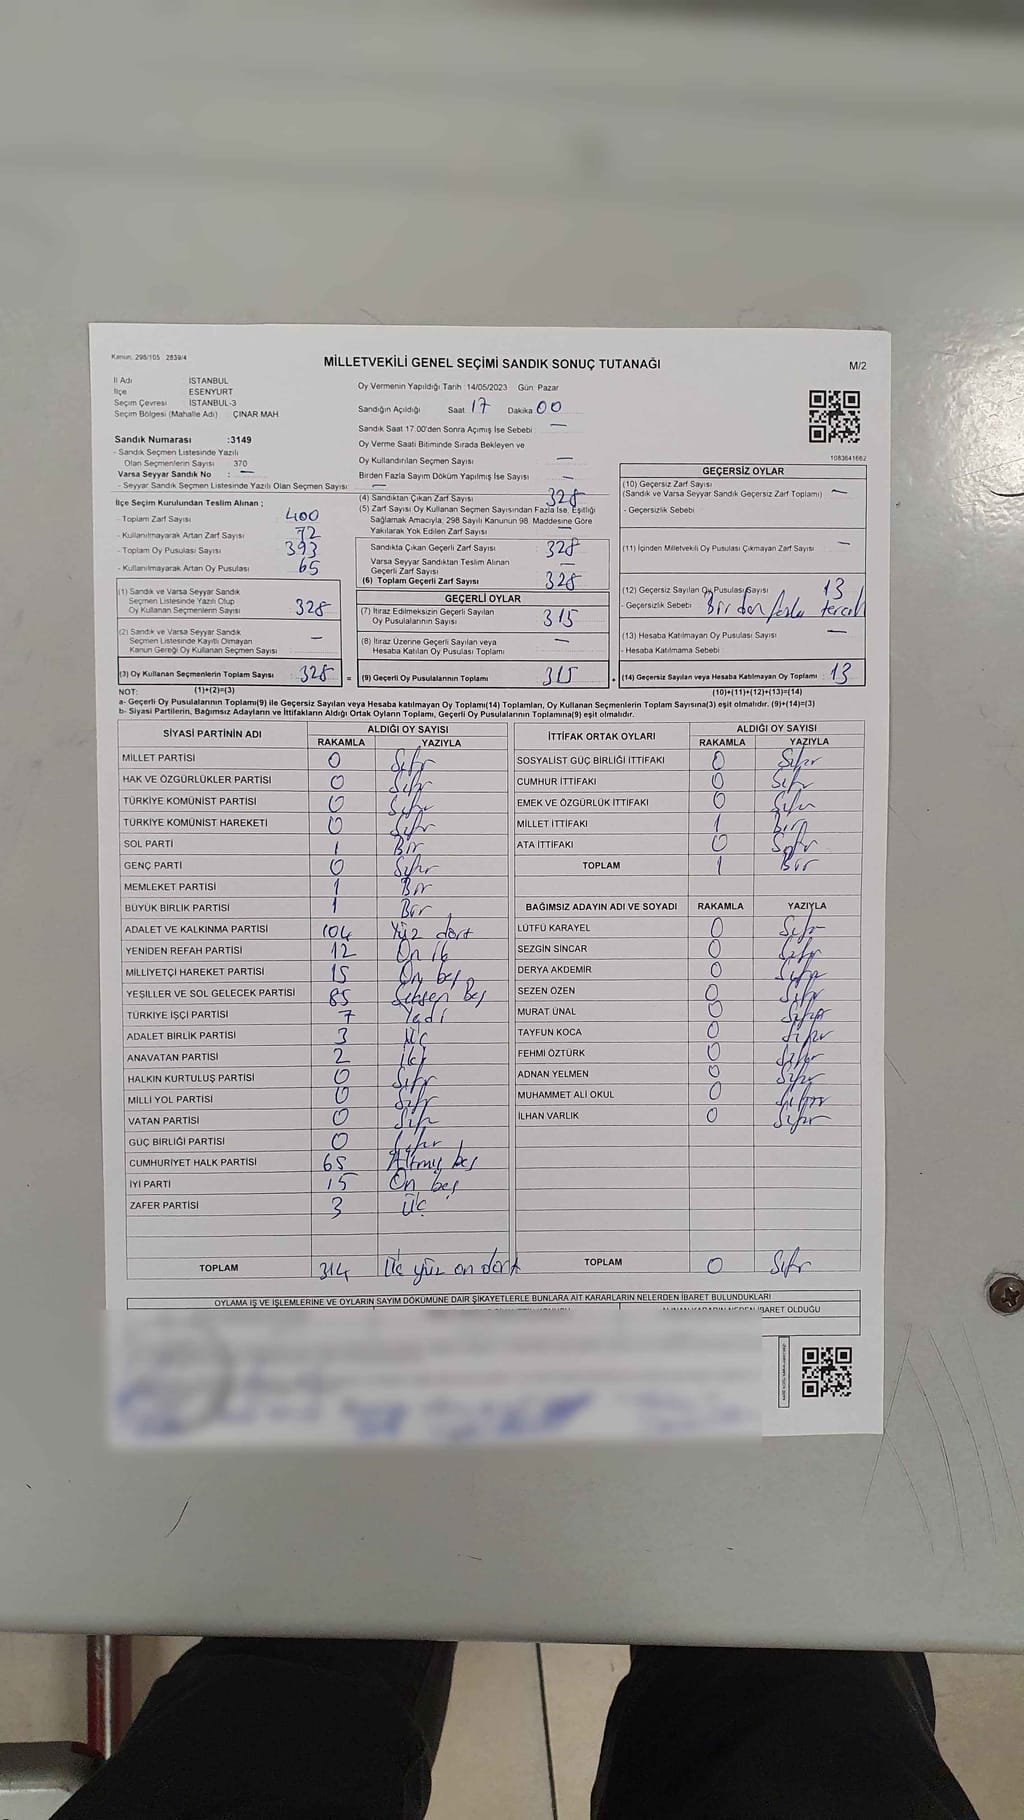 Kanun. 298/105 2839/4
MİLLETVEKİLİ GENEL SEÇİMİ SANDIK SONUÇ TUTANAĞI
M/2
İl Adı İSTANBUL
İlçe ESENYURT
Seçim Çevresi İSTANBUL-3
Seçim Bölgesi (Mahalle Adı) ÇINAR MAH
Oy Vermenin Yapıldığı Tarih :14/05/2023 Gün: Pazar
Sandığın Açıldığı Saat 17 Dakika 00
Sandık Saat 17:00'den Sonra Açımış İse Sebebi : —
Oy Verme Saati Bitiminde Sırada Bekleyen ve
Oy Kullandırılan Seçmen Sayısı —
Birden Fazla Sayım Döküm Yapılmış İse Sayısı : —
1083641662
Sandık Numarası :3149
- Sandık Seçmen Listesinde Yazılı
Olan Seçmenlerin Sayısı 370
Varsa Seyyar Sandık No : —
- Seyyar Sandık Seçmen Listesinde Yazılı Olan Seçmen Sayısı: —
İlçe Seçim Kurulundan Teslim Alınan ;
- Toplam Zarf Sayısı 400
- Kullanılmayarak Artan Zarf Sayısı 72
- Toplam Oy Pusulası Sayısı 393
- Kullanılmayarak Artan Oy Pusulası 65
(1) Sandık ve Varsa Seyyar Sandık
Seçmen Listesinde Yazılı Olup
Oy Kullanan Seçmenlerin Sayısı 328
(2) Sandık ve Varsa Seyyar Sandık
Seçmen Listesinde Kayıtlı Olmayan
Kanun Gereği Oy Kullanan Seçmen Sayısı : —
(3) Oy Kullanan Seçmenlerin Toplam Sayısı 328 =
(4) Sandıktan Çıkan Zarf Sayısı 328
(5) Zarf Sayısı Oy Kullanan Seçmen Sayısından Fazla İse, Eşitliği
Sağlamak Amacıyla, 298 Sayılı Kanunun 98. Maddesine Göre
Yakılarak Yok Edilen Zarf Sayısı —
Sandıkta Çıkan Geçerli Zarf Sayısı 328
Varsa Seyyar Sandıktan Teslim Alınan
Geçerli Zarf Sayısı —
(6) Toplam Geçerli Zarf Sayısı 328
GEÇERLİ OYLAR
(7) İtiraz Edilmeksizin Geçerli Sayılan
Oy Pusulalarının Sayısı 315
(8) İtiraz Üzerine Geçerli Sayılan veya
Hesaba Katılan Oy Pusulası Toplamı —
(9) Geçerli Oy Pusulalarının Toplamı 315
GEÇERSİZ OYLAR
(10) Geçersiz Zarf Sayısı
(Sandık ve Varsa Seyyar Sandık Geçersiz Zarf Toplamı) —
- Geçersizlik Sebebi
(11) İçinden Milletvekili Oy Pusulası Çıkmayan Zarf Sayısı —
(12) Geçersiz Sayılan Oy Pusulası Sayısı 13
- Geçersizlik Sebebi Birden fazla tercih
(13) Hesaba Katılmayan Oy Pusulası Sayısı —
- Hesaba Katılmama Sebebi
(14) Geçersiz Sayılan veya Hesaba Katılmayan Oy Toplamı 13
NOT: (1)+(2)=(3) (10)+(11)+(12)+(13)=(14)
a- Geçerli Oy Pusulalarının Toplamı(9) ile Geçersiz Sayılan veya Hesaba katılmayan Oy Toplamı(14) Toplamları, Oy Kullanan Seçmenlerin Toplam Sayısına(3) eşit olmalıdır. (9)+(14)=(3)
b- Siyasi Partilerin, Bağımsız Adayların ve İttifakların Aldığı Ortak Oyların Toplamı, Geçerli Oy Pusulalarının Toplamına(9) eşit olmalıdır.
SİYASİ PARTİNİN ADI ALDIĞI OY SAYISI
RAKAMLA YAZIYLA
MİLLET PARTİSİ 0 Sıfır
HAK VE ÖZGÜRLÜKLER PARTİSİ 0 Sıfır
TÜRKİYE KOMÜNİST PARTİSİ 0 Sıfır
TÜRKİYE KOMÜNİST HAREKETİ 0 Sıfır
SOL PARTİ 1 Bir
GENÇ PARTİ 0 Sıfır
MEMLEKET PARTİSİ 1 Bir
BÜYÜK BİRLİK PARTİSİ 1 Bir
ADALET VE KALKINMA PARTİSİ 104 Yüz dört
YENİDEN REFAH PARTİSİ 12 On iki
MİLLİYETÇİ HAREKET PARTİSİ 15 On beş
YEŞİLLER VE SOL GELECEK PARTİSİ 85 Seksen Beş
TÜRKİYE İŞÇİ PARTİSİ 7 Yedi
ADALET BİRLİK PARTİSİ 3 Üç
ANAVATAN PARTİSİ 2 İki
HALKIN KURTULUŞ PARTİSİ 0 Sıfır
MİLLİ YOL PARTİSİ 0 Sıfır
VATAN PARTİSİ 0 Sıfır
GÜÇ BİRLİĞİ PARTİSİ 0 Sıfır
CUMHURİYET HALK PARTİSİ 65 Altmış beş
İYİ PARTİ 15 On beş
ZAFER PARTİSİ 3 Üç
TOPLAM 314 Üç yüz on dört
İTTİFAK ORTAK OYLARI ALDIĞI OY SAYISI
RAKAMLA YAZIYLA
SOSYALİST GÜÇ BİRLİĞİ İTTİFAKI 0 Sıfır
CUMHUR İTTİFAKI 0 Sıfır
EMEK VE ÖZGÜRLÜK İTTİFAKI 0 Sıfır
MİLLET İTTİFAKI 1 Bir
ATA İTTİFAKI 0 Sıfır
TOPLAM 1 Bir
BAĞIMSIZ ADAYIN ADI VE SOYADI RAKAMLA YAZIYLA
LÜTFÜ KARAYEL 0 Sıfır
SEZGİN SİNCAR 0 Sıfır
DERYA AKDEMİR 0 Sıfır
SEZEN ÖZEN 0 Sıfır
MURAT ÜNAL 0 Sıfır
TAYFUN KOCA 0 Sıfır
FEHMİ ÖZTÜRK 0 Sıfır
ADNAN YELMEN 0 Sıfır
MUHAMMET ALİ OKUL 0 Sıfır
İLHAN VARLIK 0 Sıfır
TOPLAM 0 Sıfır
OYLAMA İŞ VE İŞLEMLERİNE VE OYLARIN SAYIM DÖKÜMÜNE DAİR ŞİKAYETLERLE BUNLARA AİT KARARLARIN NELERDEN İBARET BULUNDUKLARI
ALINAN KARARIN NEDEN İBARET OLDUĞU